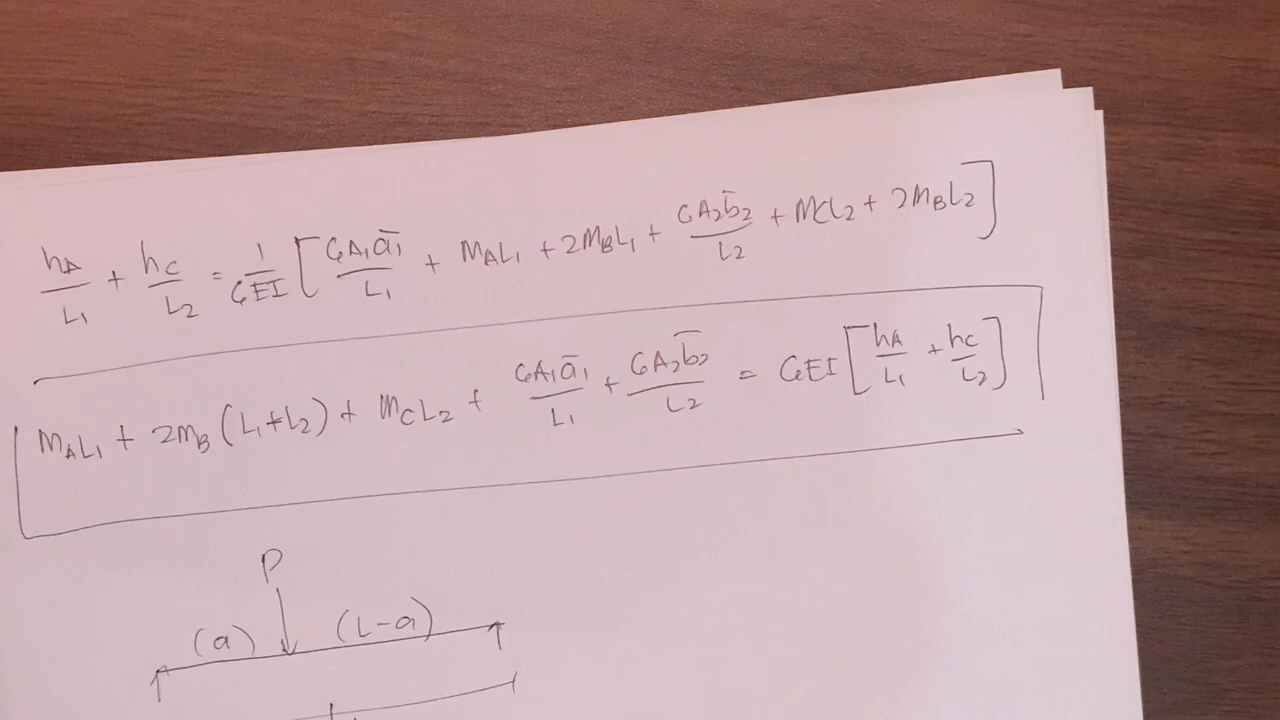 hA/L1 + hC/L2 = 1/6EI [ 6A1ā1/L1 + MAL1 + 2MBL1 + 6A2b̄2/L2 + MCL2 + 2MBL2 ]
MAL1 + 2MB (L1+L2) + MCL2 + 6A1ā1/L1 + 6A2b̄2/L2 = 6EI [ hA/L1 + hC/L2 ]
P
(a) (L-a)